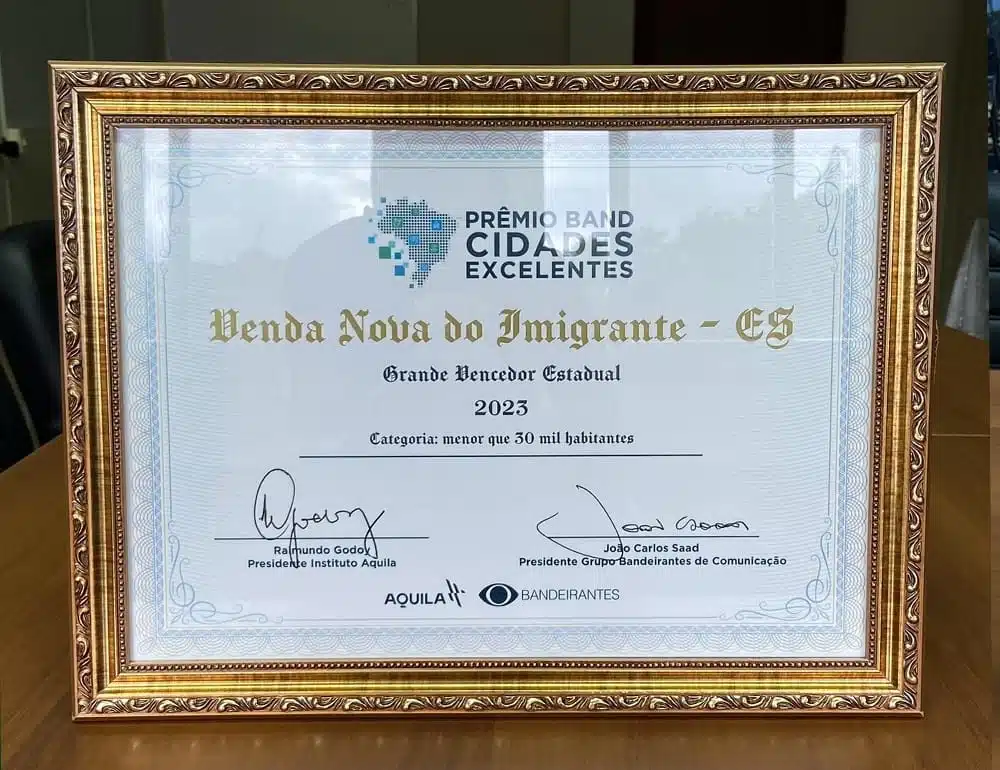 PRÊMIO BAND
CIDADES
EXCELENTES
Venda Nova do Imigrante - ES
Grande Vencedor Estadual
2023
Categoria: menor que 30 mil habitantes
Raimundo Godoy
Presidente Instituto Aquila
João Carlos Saad
Presidente Grupo Bandeirantes de Comunicação
AQUILA
BANDEIRANTES